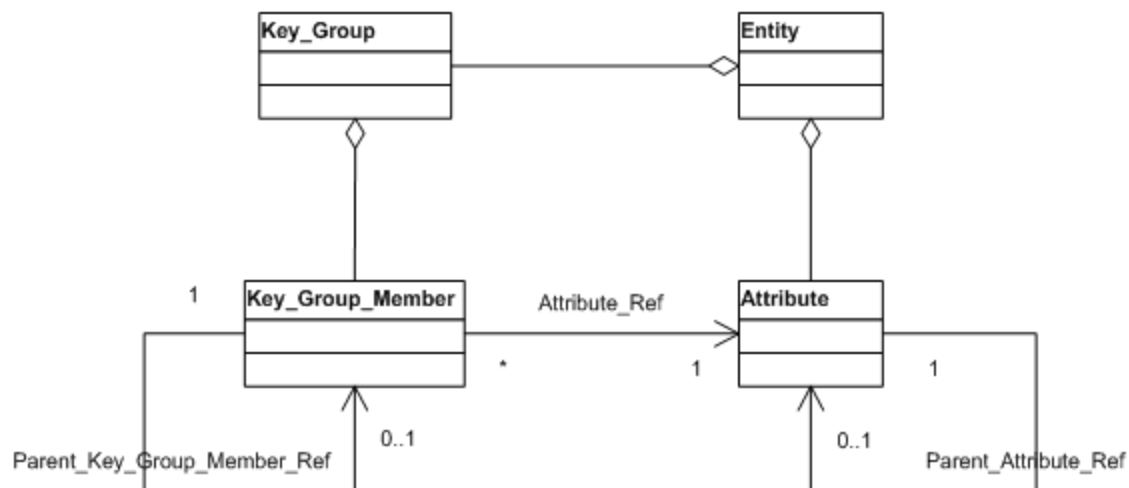 Key_Group
Entity
Key_Group_Member
Attribute_Ref
Attribute
1
*
1
1
0..1
0..1
Parent_Key_Group_Member_Ref
Parent_Attribute_Ref